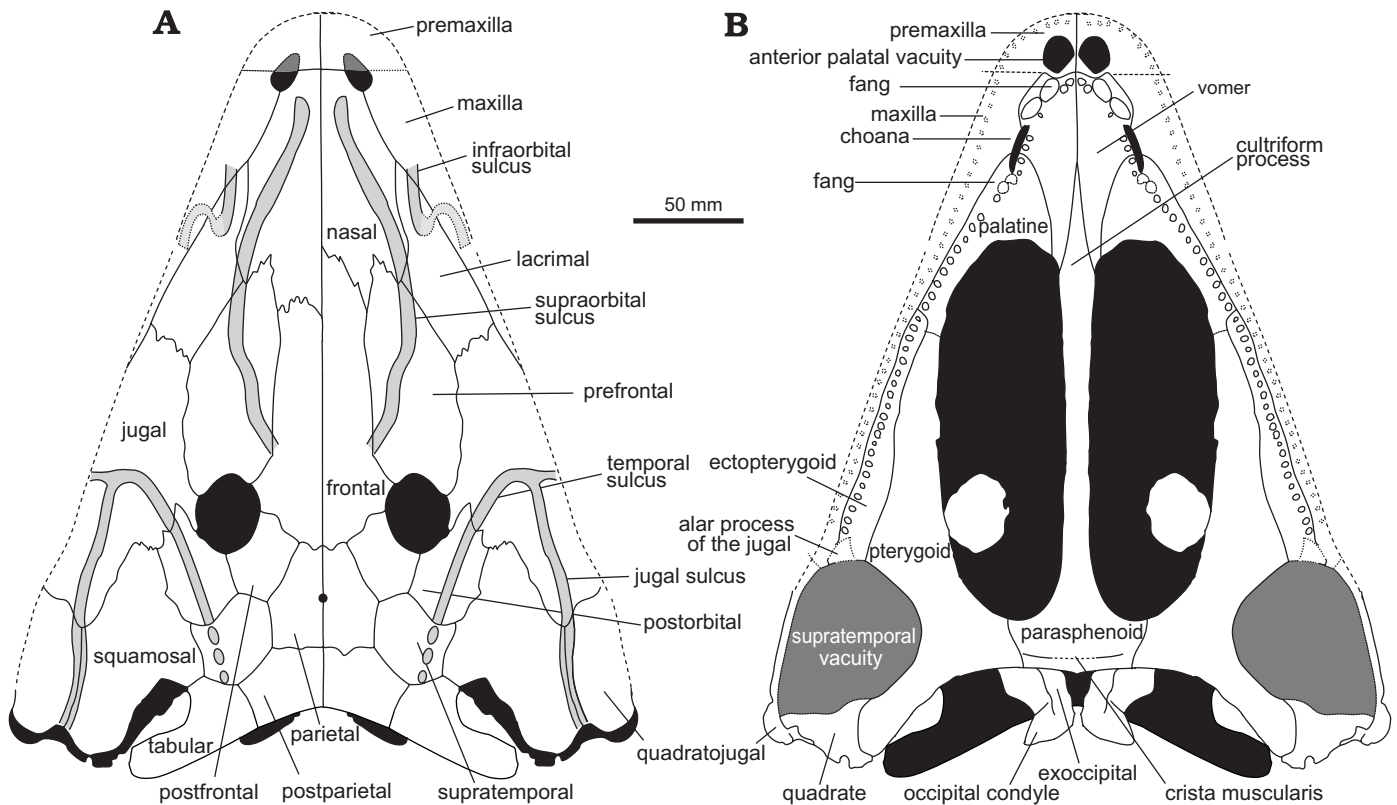 A
premaxilla
maxilla
infraorbital
sulcus
nasal
lacrimal
supraorbital
sulcus
prefrontal
jugal
temporal
sulcus
frontal
jugal sulcus
postorbital
squamosal
tabular
parietal
quadratojugal
postfrontal
postparietal
supratemporal
50 mm
B
premaxilla
anterior palatal vacuity
fang
vomer
maxilla
choana
cultriform
process
fang
palatine
ectopterygoid
alar process
of the jugal
pterygoid
supratemporal
vacuity
parasphenoid
exoccipital
quadrate
occipital condyle
crista muscularis